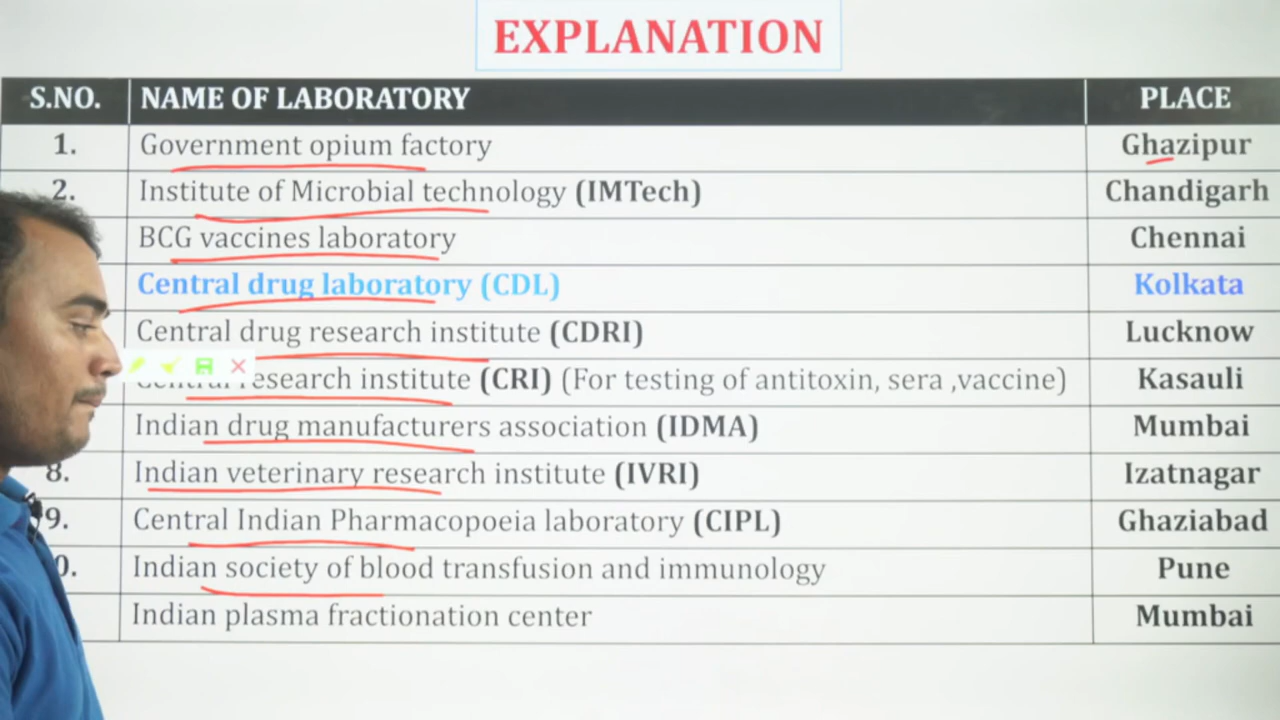 EXPLANATION
S.NO. NAME OF LABORATORY PLACE
1. Government opium factory Ghazipur
2. Institute of Microbial technology (IMTech) Chandigarh
BCG vaccines laboratory Chennai
Central drug laboratory (CDL) Kolkata
Central drug research institute (CDRI) Lucknow
Central research institute (CRI) (For testing of antitoxin, sera ,vaccine) Kasauli
Indian drug manufacturers association (IDMA) Mumbai
8. Indian veterinary research institute (IVRI) Izatnagar
9. Central Indian Pharmacopoeia laboratory (CIPL) Ghaziabad
0. Indian society of blood transfusion and immunology Pune
Indian plasma fractionation center Mumbai